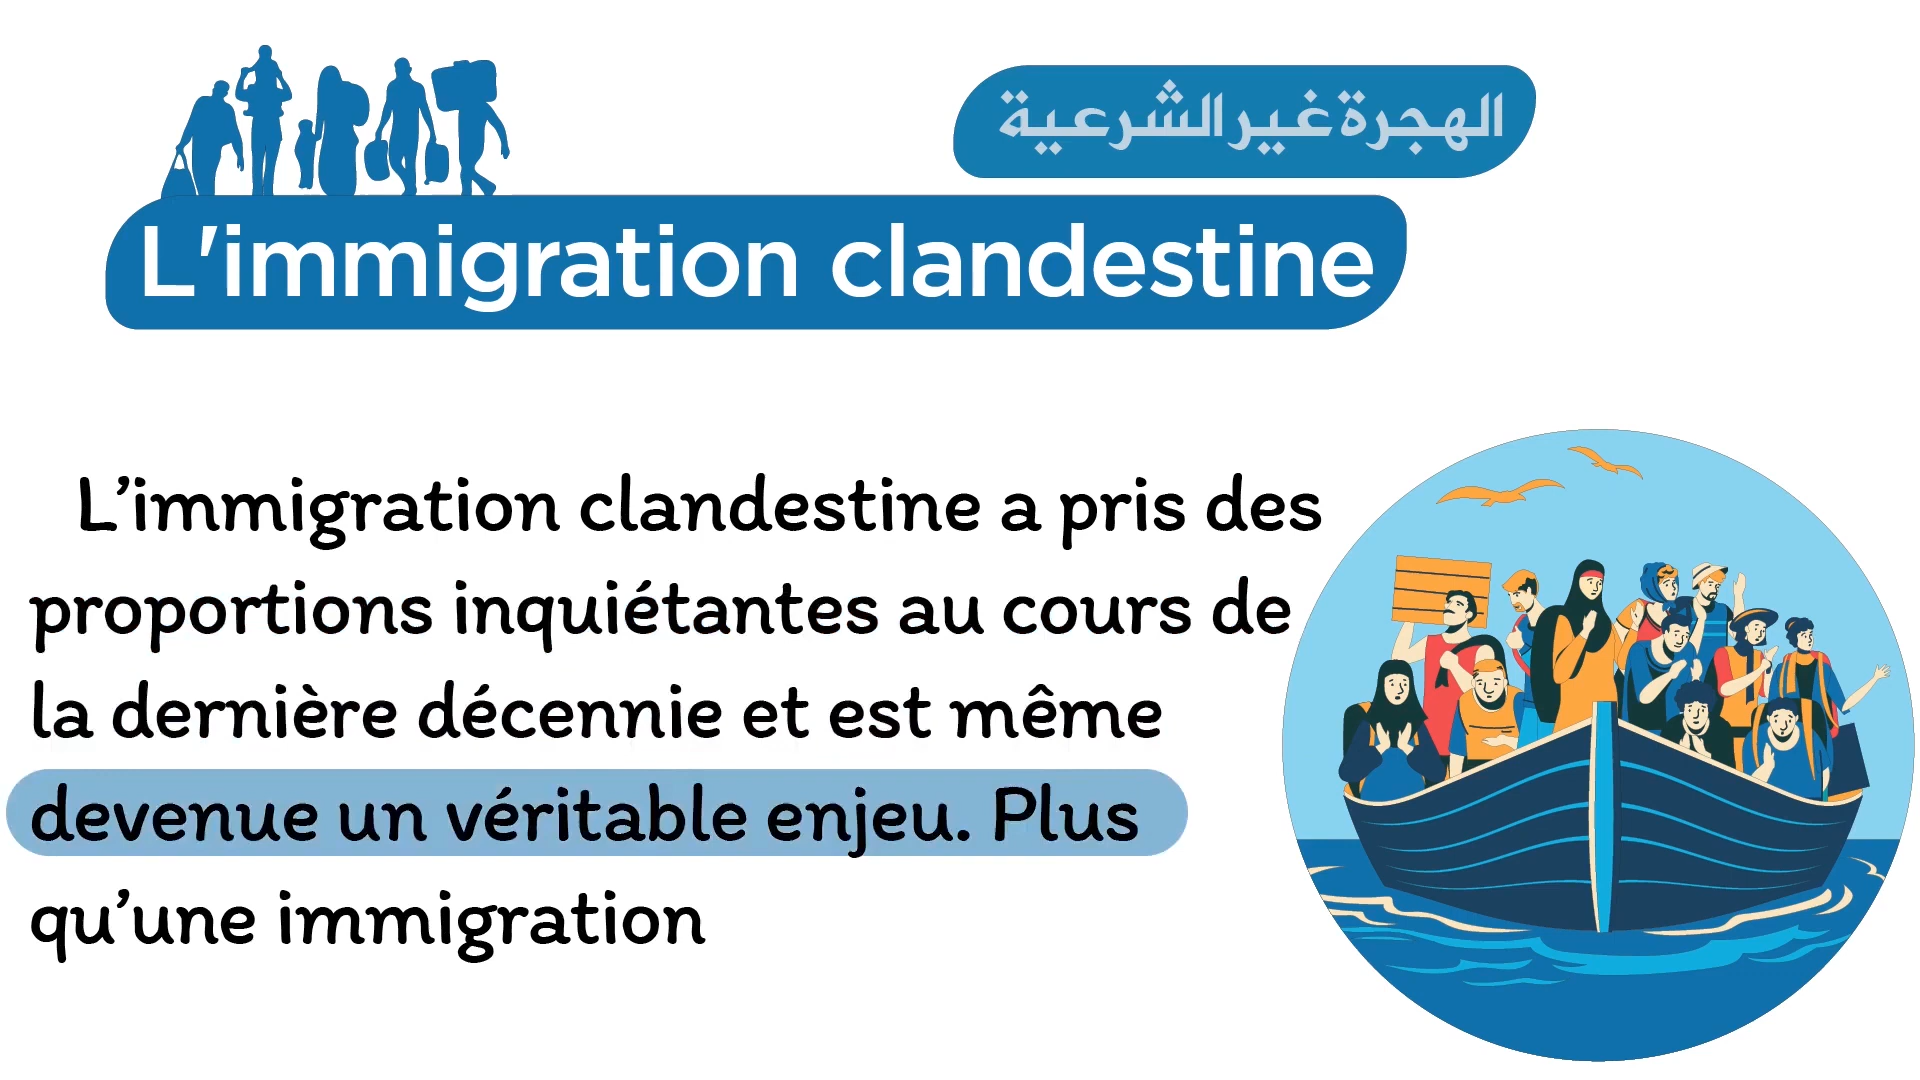 الهجرة غير الشرعية
L'immigration clandestine
L’immigration clandestine a pris des
proportions inquiétantes au cours de
la dernière décennie et est même
devenue un véritable enjeu. Plus
qu’une immigration